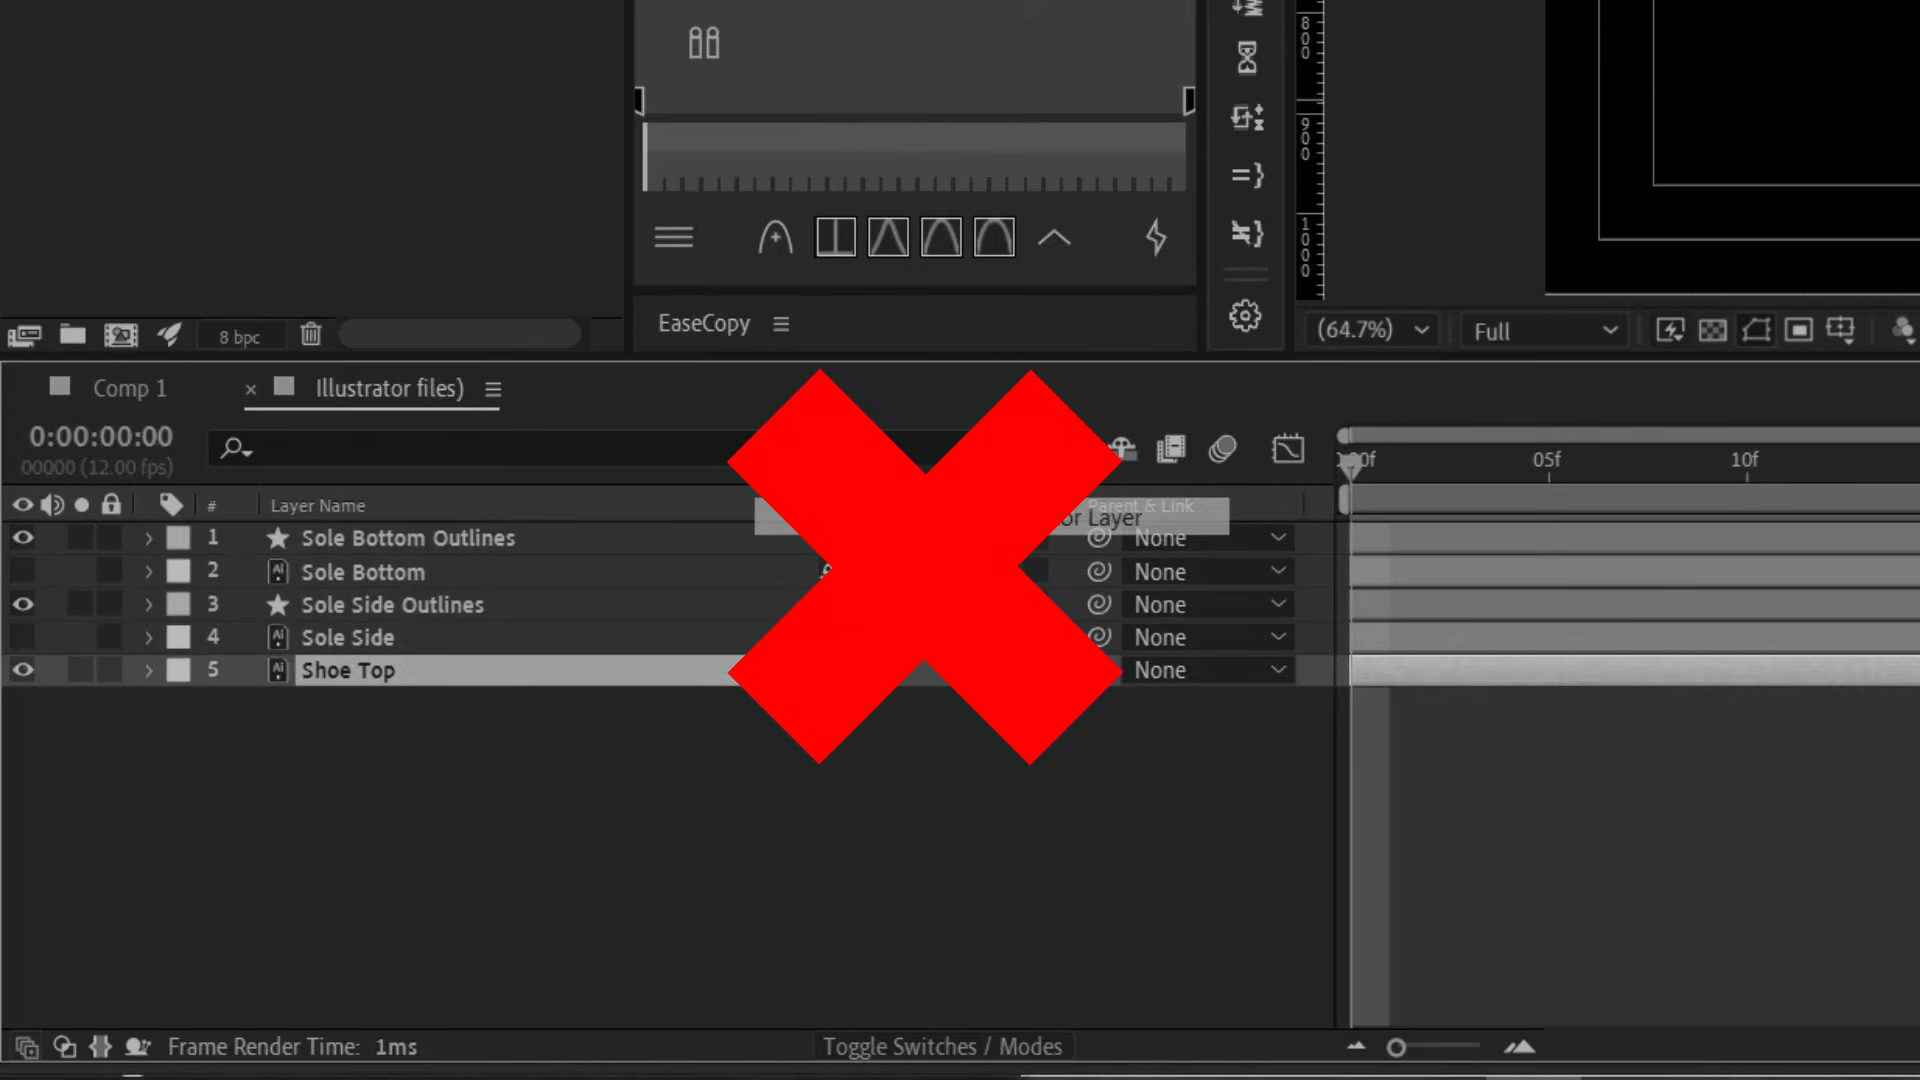 800
900
1000
8 bpc
EaseCopy
(64.7%)
Full
Comp 1
× Illustrator files)
0:00:00:00
00000 (12.00 fps)
05f
10f
# Layer Name
Parent & Link
or Layer
1 Sole Bottom Outlines None
2 Ai Sole Bottom None
3 Sole Side Outlines None
4 Ai Sole Side None
5 Ai Shoe Top None
Frame Render Time: 1ms
Toggle Switches / Modes